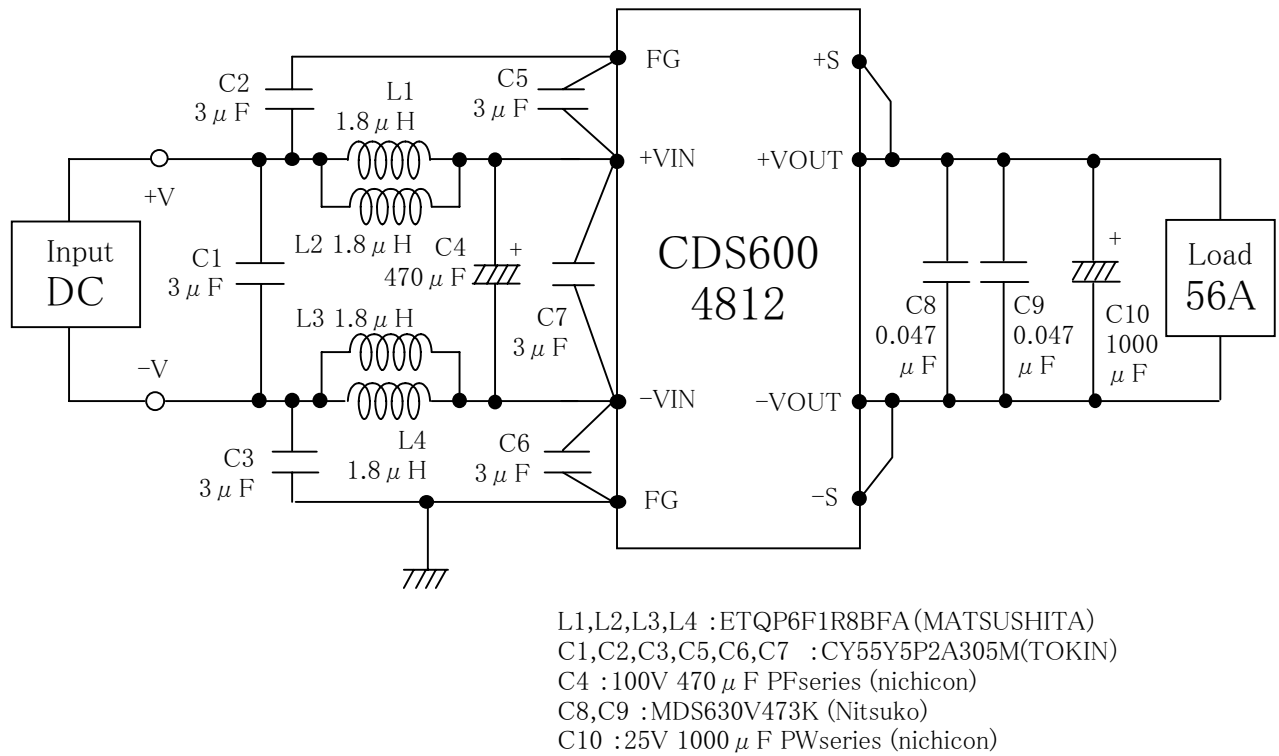 FG
+S
C2
3μF
C5
3μF
L1
1.8μH
+VIN
+VOUT
+V
Input
DC
C1
3μF
L2 1.8μH
C4
470μF
+
C7
3μF
L3 1.8μH
CDS600
4812
C8
0.047
μF
C9
0.047
μF
+
C10
1000
μF
Load
56A
−V
−VIN
−VOUT
L4
1.8μH
C3
3μF
C6
3μF
FG
−S
L1,L2,L3,L4 :ETQP6F1R8BFA(MATSUSHITA)
C1,C2,C3,C5,C6,C7 :CY55Y5P2A305M(TOKIN)
C4 :100V 470μF PFseries (nichicon)
C8,C9 :MDS630V473K (Nitsuko)
C10 :25V 1000μF PWseries (nichicon)